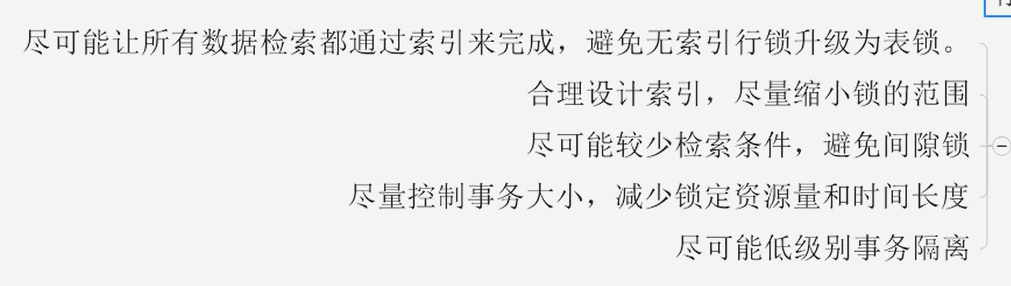 尽可能让所有数据检索都通过索引来完成，避免无索引行锁升级为表锁。
合理设计索引，尽量缩小锁的范围
尽可能较少检索条件，避免间隙锁
尽量控制事务大小，减少锁定资源量和时间长度
尽可能低级别事务隔离